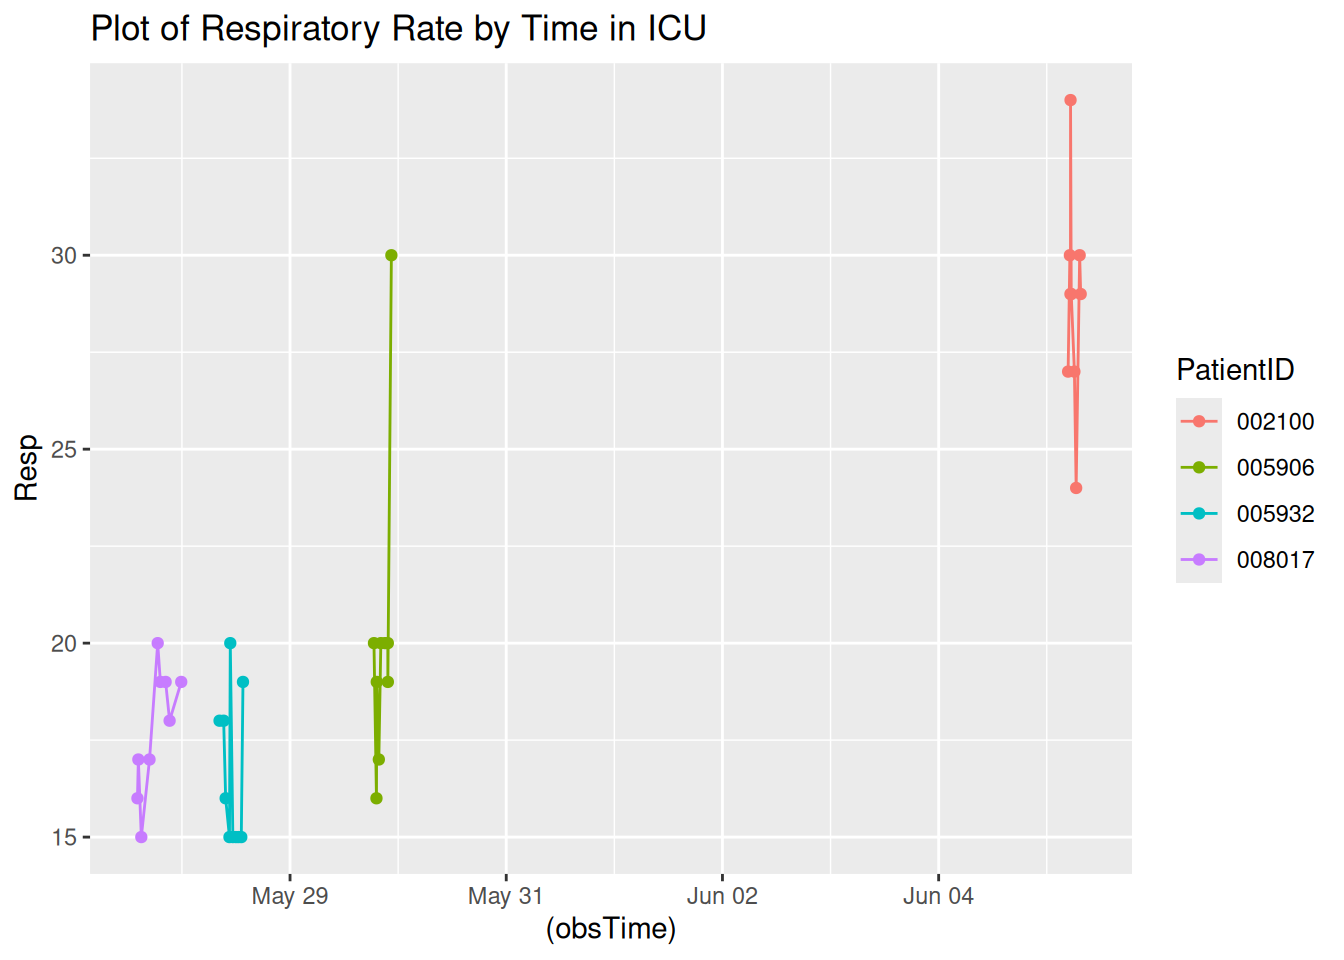 Plot of Respiratory Rate by Time in ICU
30
25
20
15
Resp
May 29 May 31 Jun 02 Jun 04
(obsTime)
PatientID
002100
005906
005932
008017